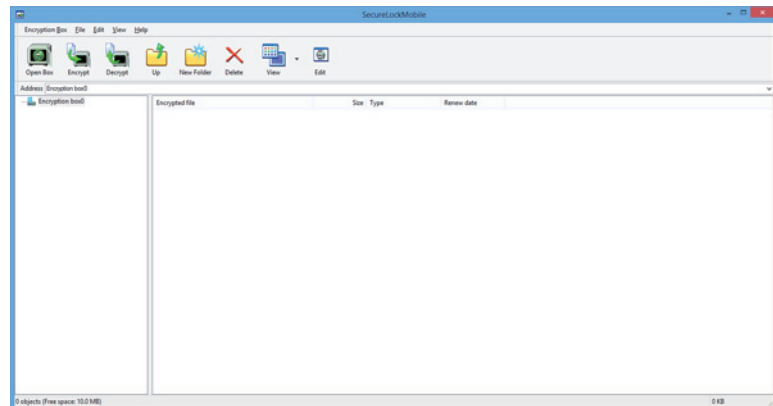 SecureLockMobile
Encryption Box File Edit View Help
Open Box Encrypt Decrypt Up New Folder Delete View Edit
Address Encryption box0
Encryption box0 Encrypted file Size Type Renew date
0 objects (Free space: 10.0 MB) 0 KB